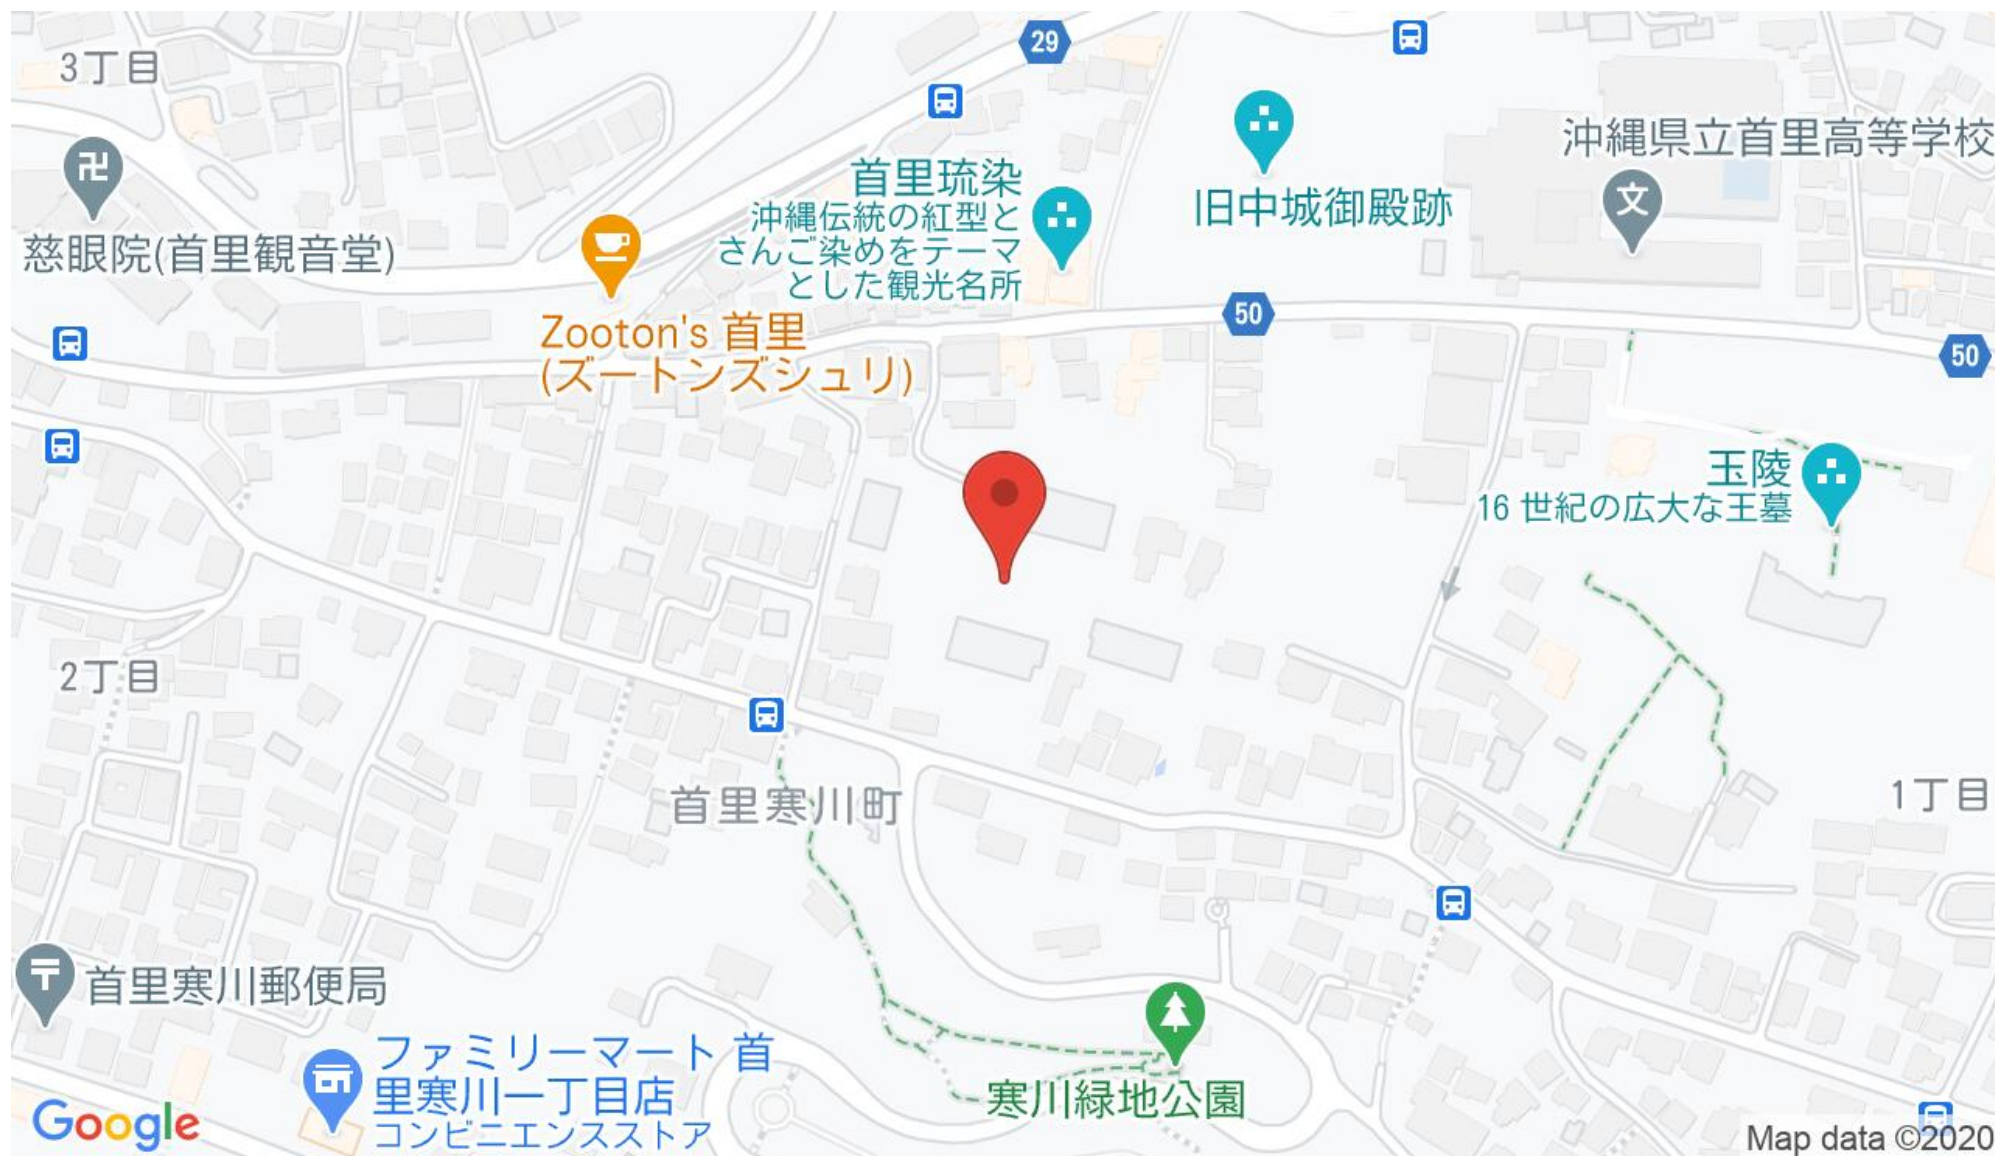 3丁目
29
沖縄県立首里高等学校
文
卍
慈眼院(首里観音堂)
首里琉染
沖縄伝統の紅型と
さんご染めをテーマ
とした観光名所
旧中城御殿跡
50
Zooton's 首里
(ズートンズシュリ)
50
玉陵
16 世紀の広大な王墓
2丁目
首里寒川町
1丁目
〒
首里寒川郵便局
ファミリーマート 首
里寒川一丁目店
コンビニエンスストア
寒川緑地公園
Google
Map data ©2020